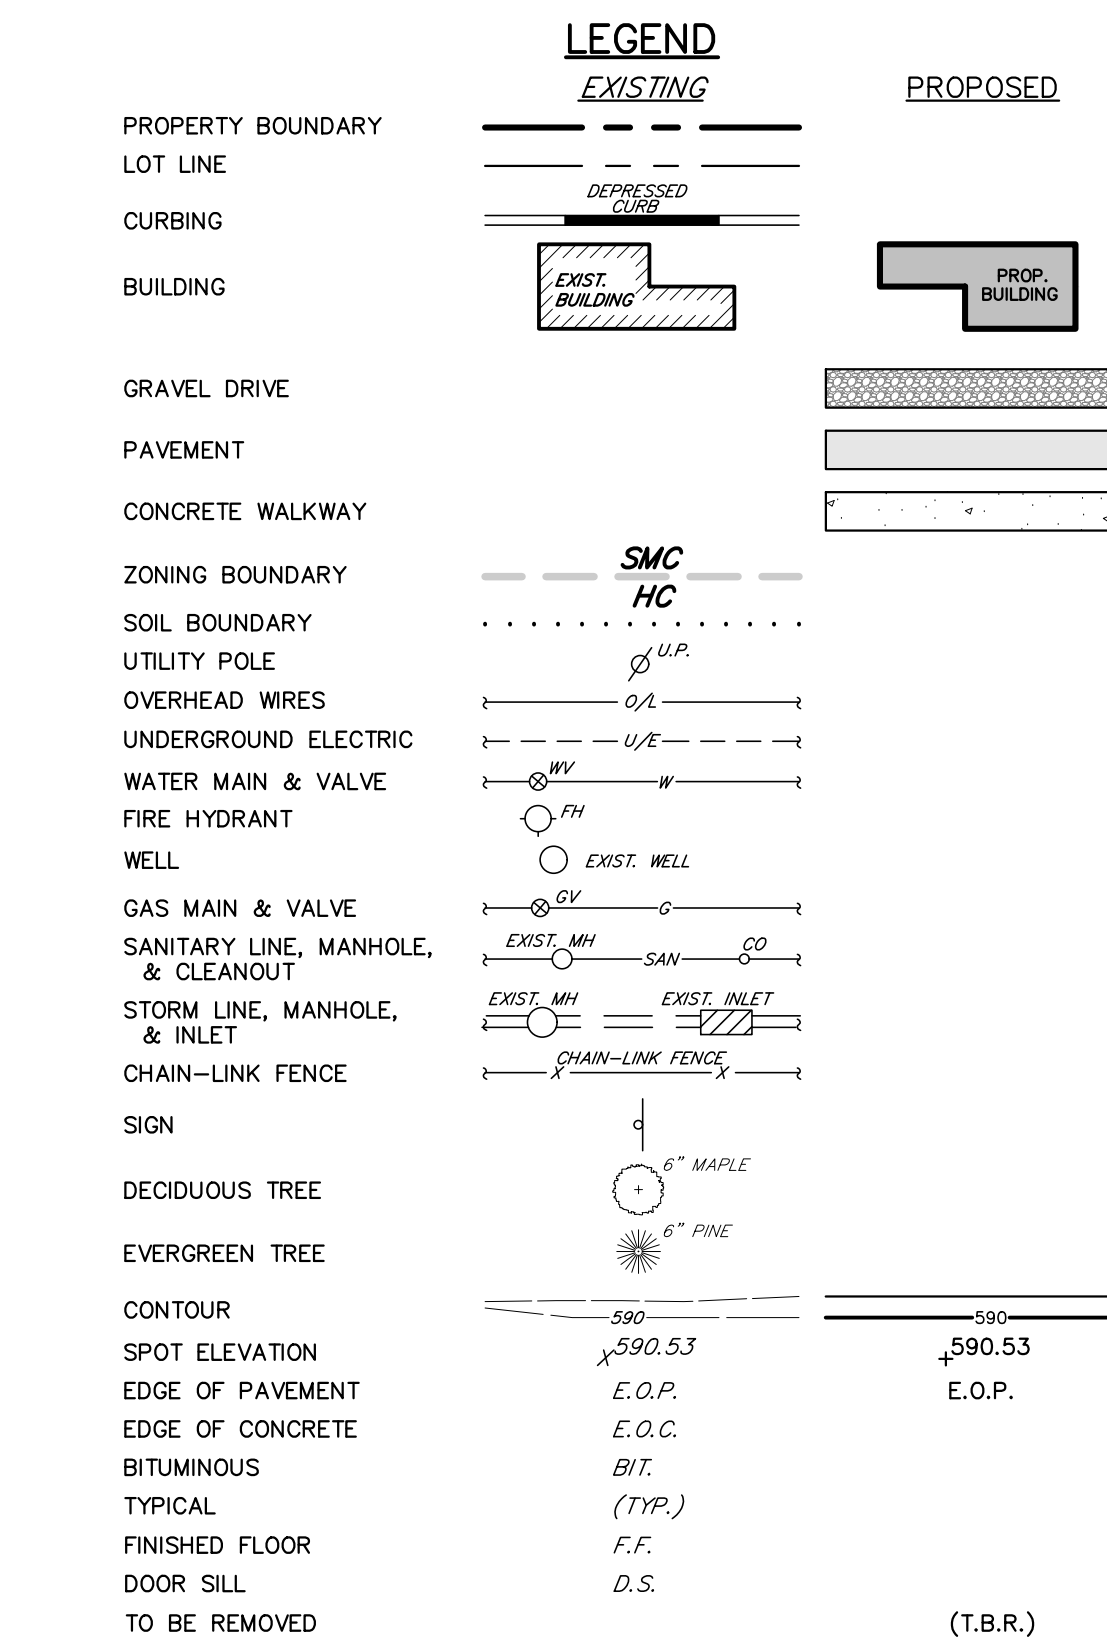 LEGEND
EXISTING PROPOSED
PROPERTY BOUNDARY
LOT LINE
DEPRESSED
CURB
CURBING
BUILDING
EXIST.
BUILDING
PROP.
BUILDING
GRAVEL DRIVE
PAVEMENT
CONCRETE WALKWAY
SMC
ZONING BOUNDARY
HC
SOIL BOUNDARY
UTILITY POLE U.P.
OVERHEAD WIRES O/L
UNDERGROUND ELECTRIC U/E
WATER MAIN & VALVE WV W
FIRE HYDRANT FH
WELL EXIST. WELL
GAS MAIN & VALVE GV G
SANITARY LINE, MANHOLE,
& CLEANOUT
EXIST. MH SAN CO
STORM LINE, MANHOLE,
& INLET
EXIST. MH EXIST. INLET
CHAIN-LINK FENCE CHAIN-LINK FENCE
X X
SIGN
6" MAPLE
DECIDUOUS TREE
6" PINE
EVERGREEN TREE
CONTOUR 590 590
SPOT ELEVATION X 590.53 +590.53
EDGE OF PAVEMENT E.O.P. E.O.P.
EDGE OF CONCRETE E.O.C.
BITUMINOUS BIT.
TYPICAL (TYP.)
FINISHED FLOOR F.F.
DOOR SILL D.S.
TO BE REMOVED (T.B.R.)